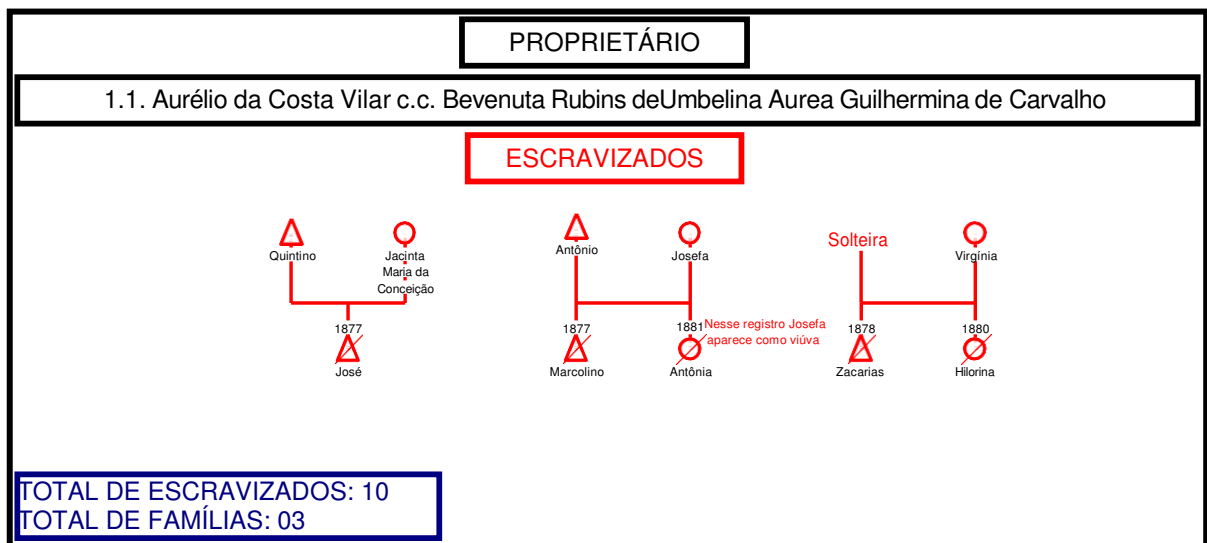 PROPRIETÁRIO
1.1. Aurélio da Costa Vilar c.c. Bevenuta Rubins deUmbelina Aurea Guilhermina de Carvalho
ESCRAVIZADOS
Quintino
Jacinta
Maria da
Conceição
1877
José
Antônio
Josefa
1877
Marcolino
1881
Nesse registro Josefa
aparece como viúva
Antônia
Solteira
Virgínia
1878
Zacarias
1880
Hilorina
TOTAL DE ESCRAVIZADOS: 10
TOTAL DE FAMÍLIAS: 03